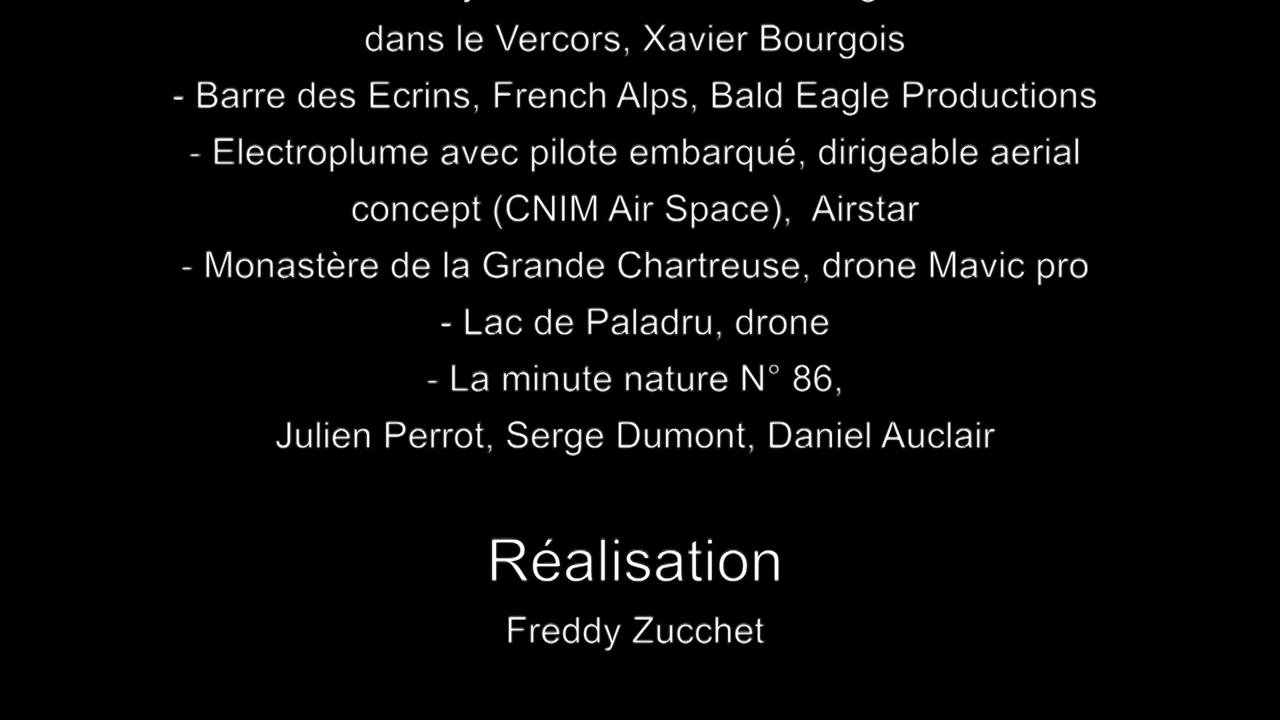 dans le Vercors, Xavier Bourgois
- Barre des Ecrins, French Alps, Bald Eagle Productions
- Electroplume avec pilote embarqué, dirigeable aerial
concept (CNIM Air Space),  Airstar
- Monastère de la Grande Chartreuse, drone Mavic pro
- Lac de Paladru, drone
- La minute nature N° 86,
Julien Perrot, Serge Dumont, Daniel Auclair
Réalisation
Freddy Zucchet